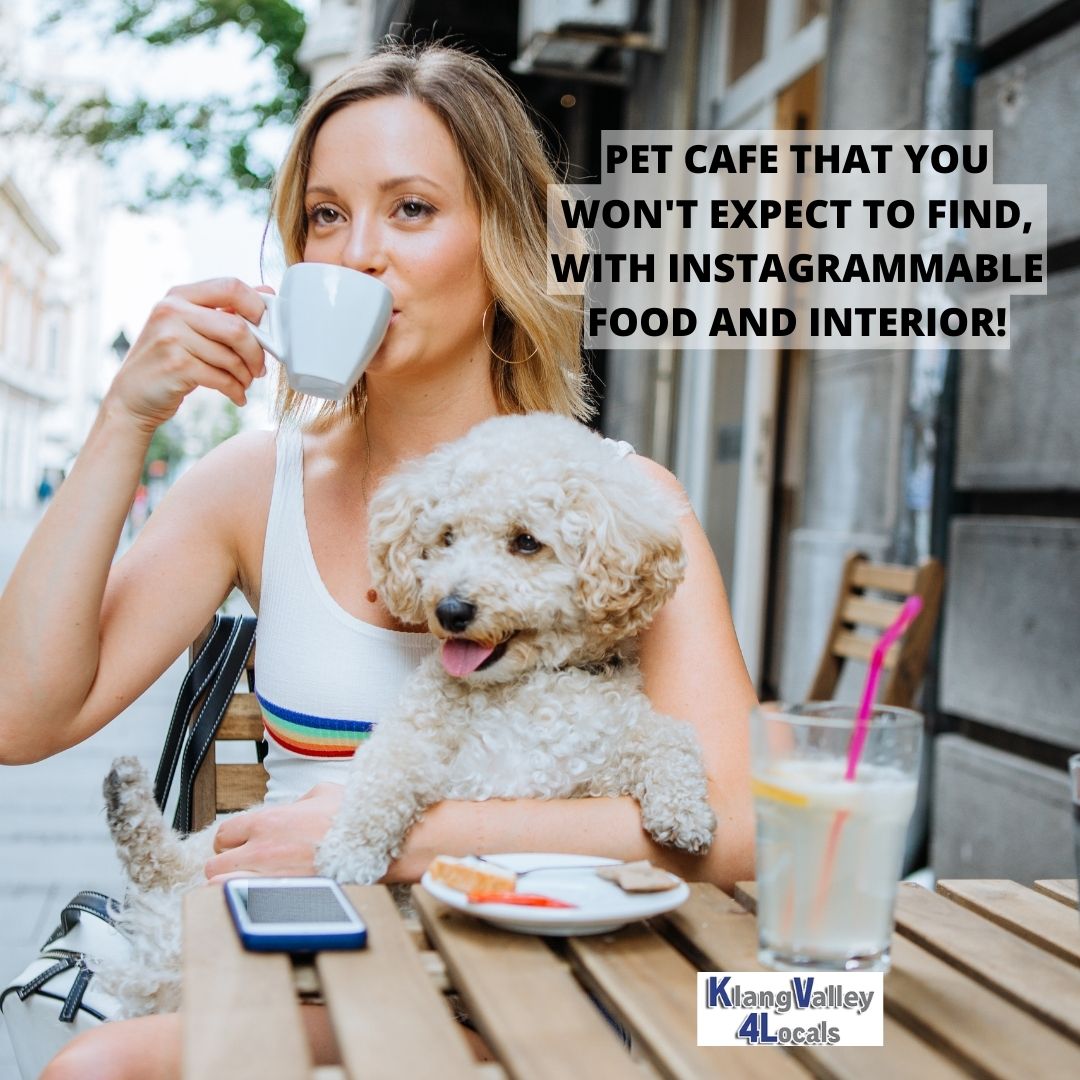 PET CAFE THAT YOU
WON'T EXPECT TO FIND,
WITH INSTAGRAMMABLE
FOOD AND INTERIOR!
KlangValley
4Locals